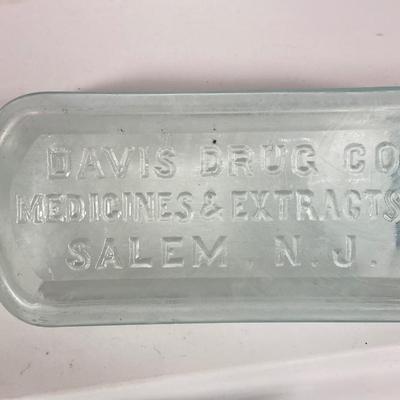 DAVIS DRUG CO
MEDICINES & EXTRACTS
SALEM, N.J.